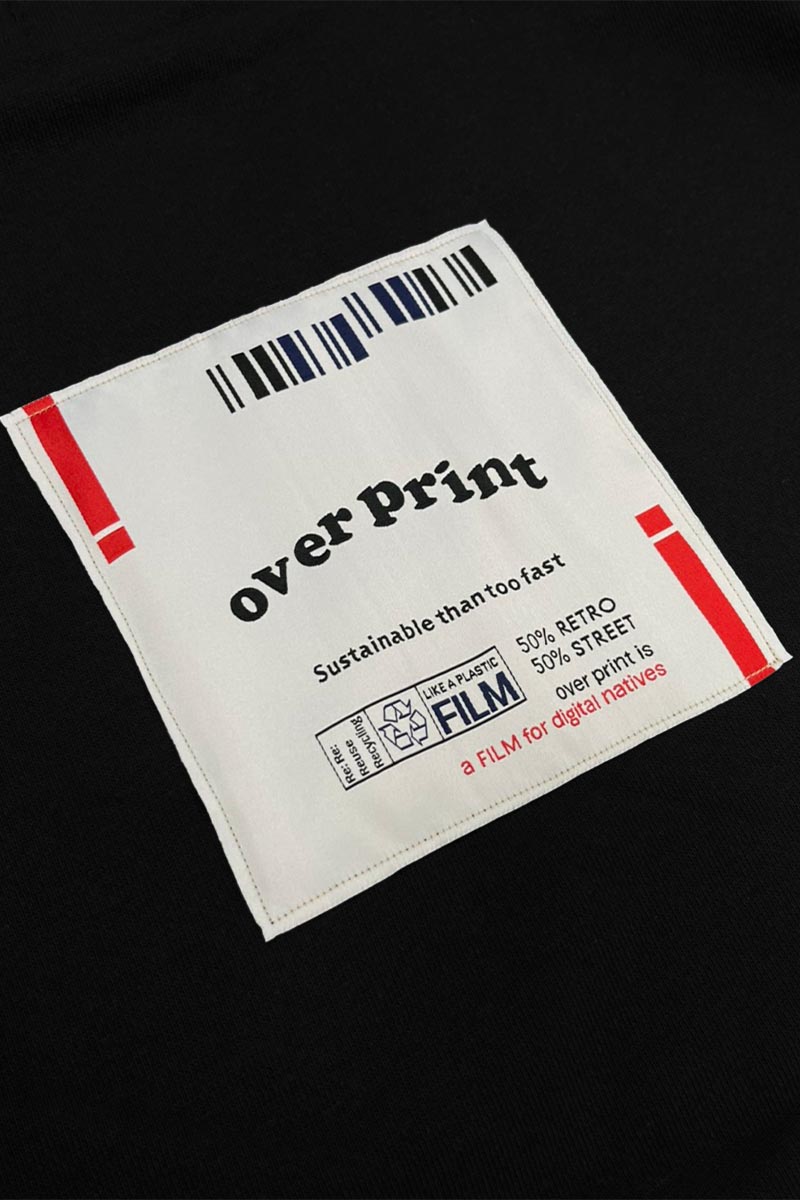 over print
Sustainable than too fast
Re: Re:
Reuse
Recycling
LIKE A PLASTIC
FILM
50% RETRO
50% STREET
over print is
a FILM for digital natives